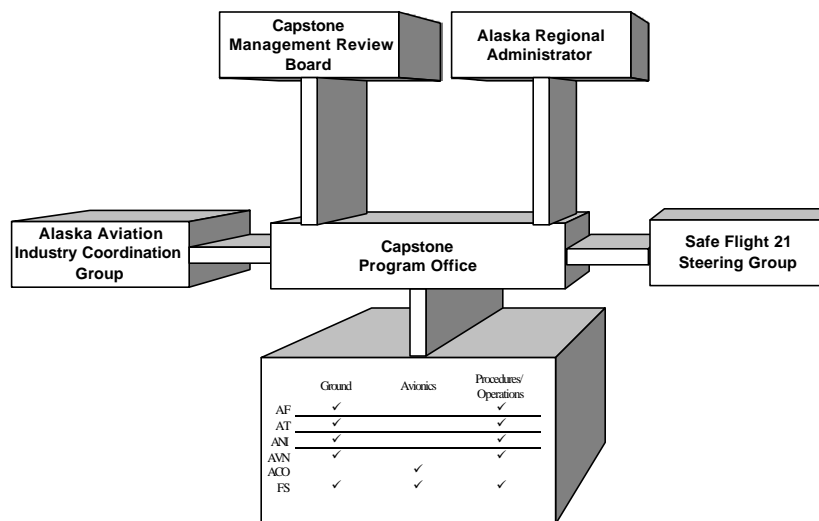 Capstone
Management Review
Board
Alaska Regional
Administrator
Alaska Aviation
Industry Coordination
Group
Capstone
Program Office
Safe Flight 21
Steering Group
Ground Avionics Procedures/
Operations
AF ✓ ✓
AT ✓ ✓
ANI ✓ ✓
AVN ✓ ✓
ACO ✓
FS ✓ ✓ ✓